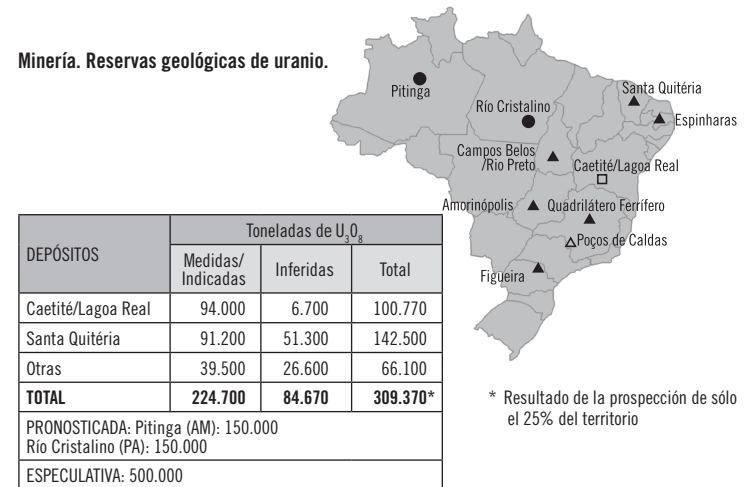 Minería. Reservas geológicas de uranio.
Pitinga
Río Cristalino
Santa Quitéria
Espinharas
Campos Belos
/Rio Preto
Caetité/Lagoa Real
Amorinópolis
Quadrilátero Ferrífero
Poços de Caldas
Figueira
DEPÓSITOS
Toneladas de U3O8
Medidas/
Indicadas
Inferidas
Total
Caetité/Lagoa Real 94.000 6.700 100.770
Santa Quitéria 91.200 51.300 142.500
Otras 39.500 26.600 66.100
TOTAL 224.700 84.670 309.370*
PRONOSTICADA: Pitinga (AM): 150.000
Río Cristalino (PA): 150.000
ESPECULATIVA: 500.000
* Resultado de la prospección de sólo
el 25% del territorio